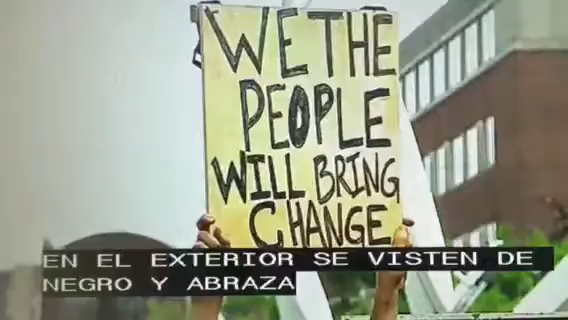 WE THE
PEOPLE
WILL BRING
CHANGE
EN EL EXTERIOR SE VISTEN DE
NEGRO Y ABRAZA